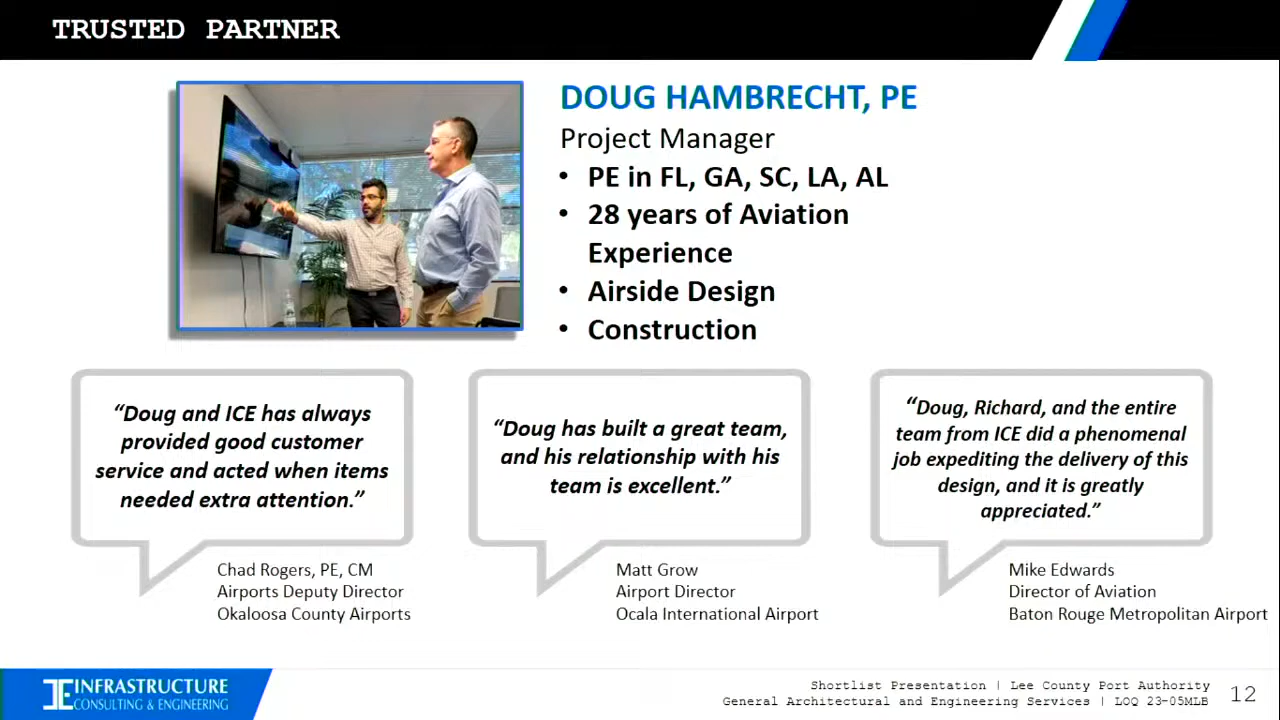 TRUSTED PARTNER
DOUG HAMBRECHT, PE
Project Manager
• PE in FL, GA, SC, LA, AL
• 28 years of Aviation
Experience
• Airside Design
• Construction
“Doug and ICE has always
provided good customer
service and acted when items
needed extra attention.”
Chad Rogers, PE, CM
Airports Deputy Director
Okaloosa County Airports
“Doug has built a great team,
and his relationship with his
team is excellent.”
Matt Grow
Airport Director
Ocala International Airport
“Doug, Richard, and the entire
team from ICE did a phenomenal
job expediting the delivery of this
design, and it is greatly
appreciated.”
Mike Edwards
Director of Aviation
Baton Rouge Metropolitan Airport
INFRASTRUCTURE
CONSULTING & ENGINEERING
Shortlist Presentation | Lee County Port Authority
General Architectural and Engineering Services | LOQ 23-05MLB
12